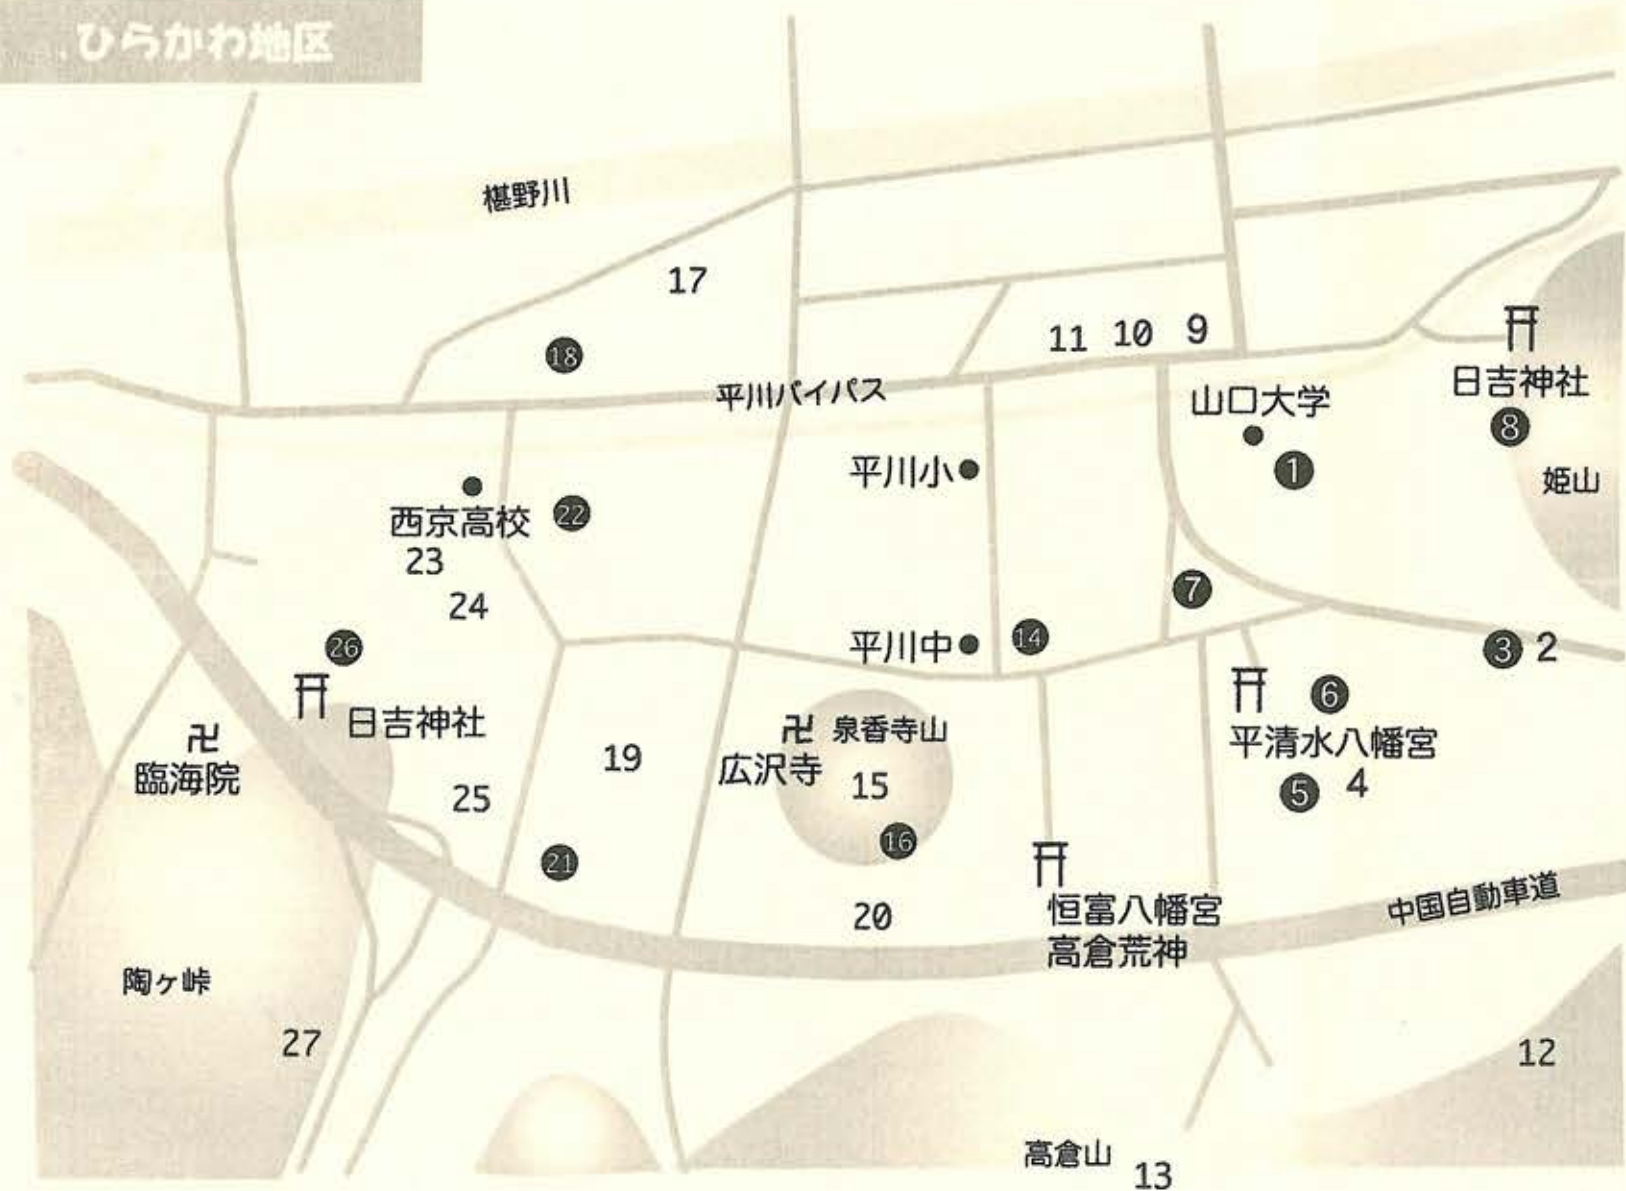 ひらかわ地区
椹野川
17
18
11 10 9
平川バイパス
山口大学
1
日吉神社
8
姫山
平川小
西京高校
22
23
24
7
平川中
14
3 2
26
日吉神社
卍
臨海院
6
平清水八幡宮
5 4
卍 泉香寺山
広沢寺
15
16
19
25
21
20
恒富八幡宮
高倉荒神
中国自動車道
陶ヶ峠
27
12
高倉山
13